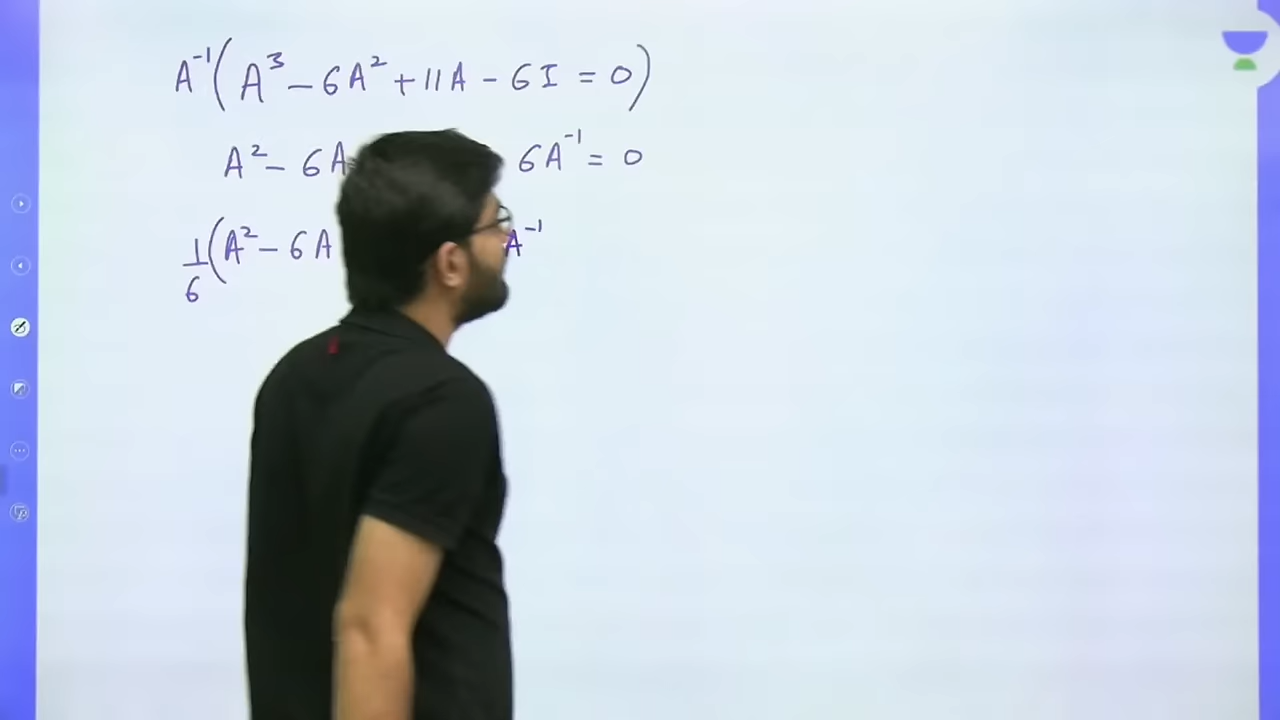 A⁻¹(A³ − 6A² + 11A − 6I = 0)
A² − 6A 6A⁻¹ = 0
1/6(A² − 6A A⁻¹